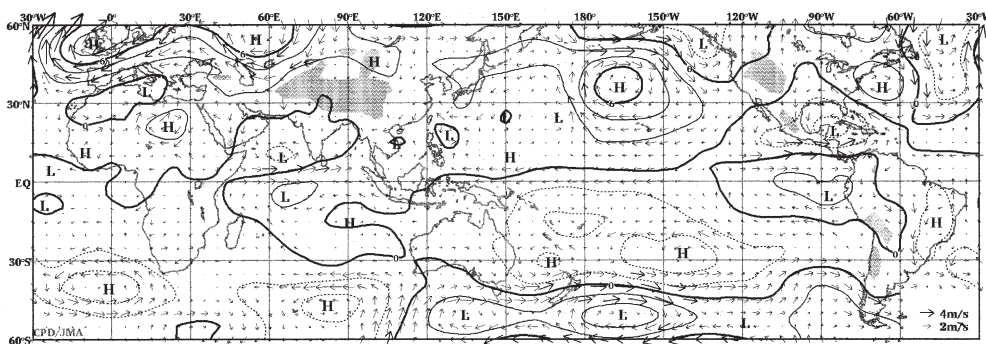 30°W 0° 30°E 60°E 90°E 120°E 150°E 180° 150°W 120°W 90°W 60°W 30°W
60°N
H H L
H L
L H H H
30°N
H L L L
L H
H L H
L
EQ
L L L
L H H
30°S
H H H
H H
L L L
CPD/JMA
4m/s
2m/s
60°S